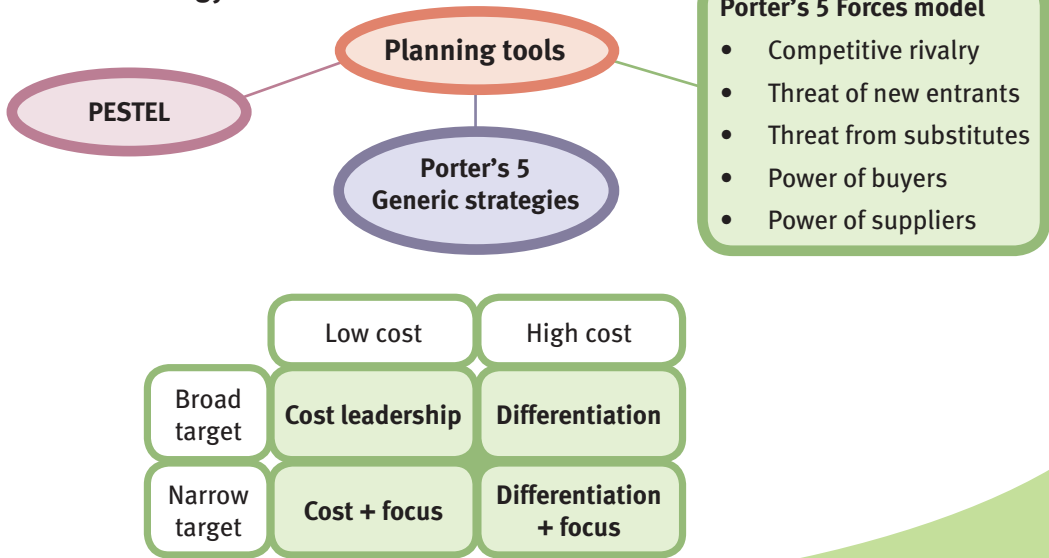 Planning tools
PESTEL
Porter's 5
Generic strategies
Porter's 5 Forces model
• Competitive rivalry
• Threat of new entrants
• Threat from substitutes
• Power of buyers
• Power of suppliers
Low cost
High cost
Broad
target
Cost leadership
Differentiation
Narrow
target
Cost + focus
Differentiation
+ focus